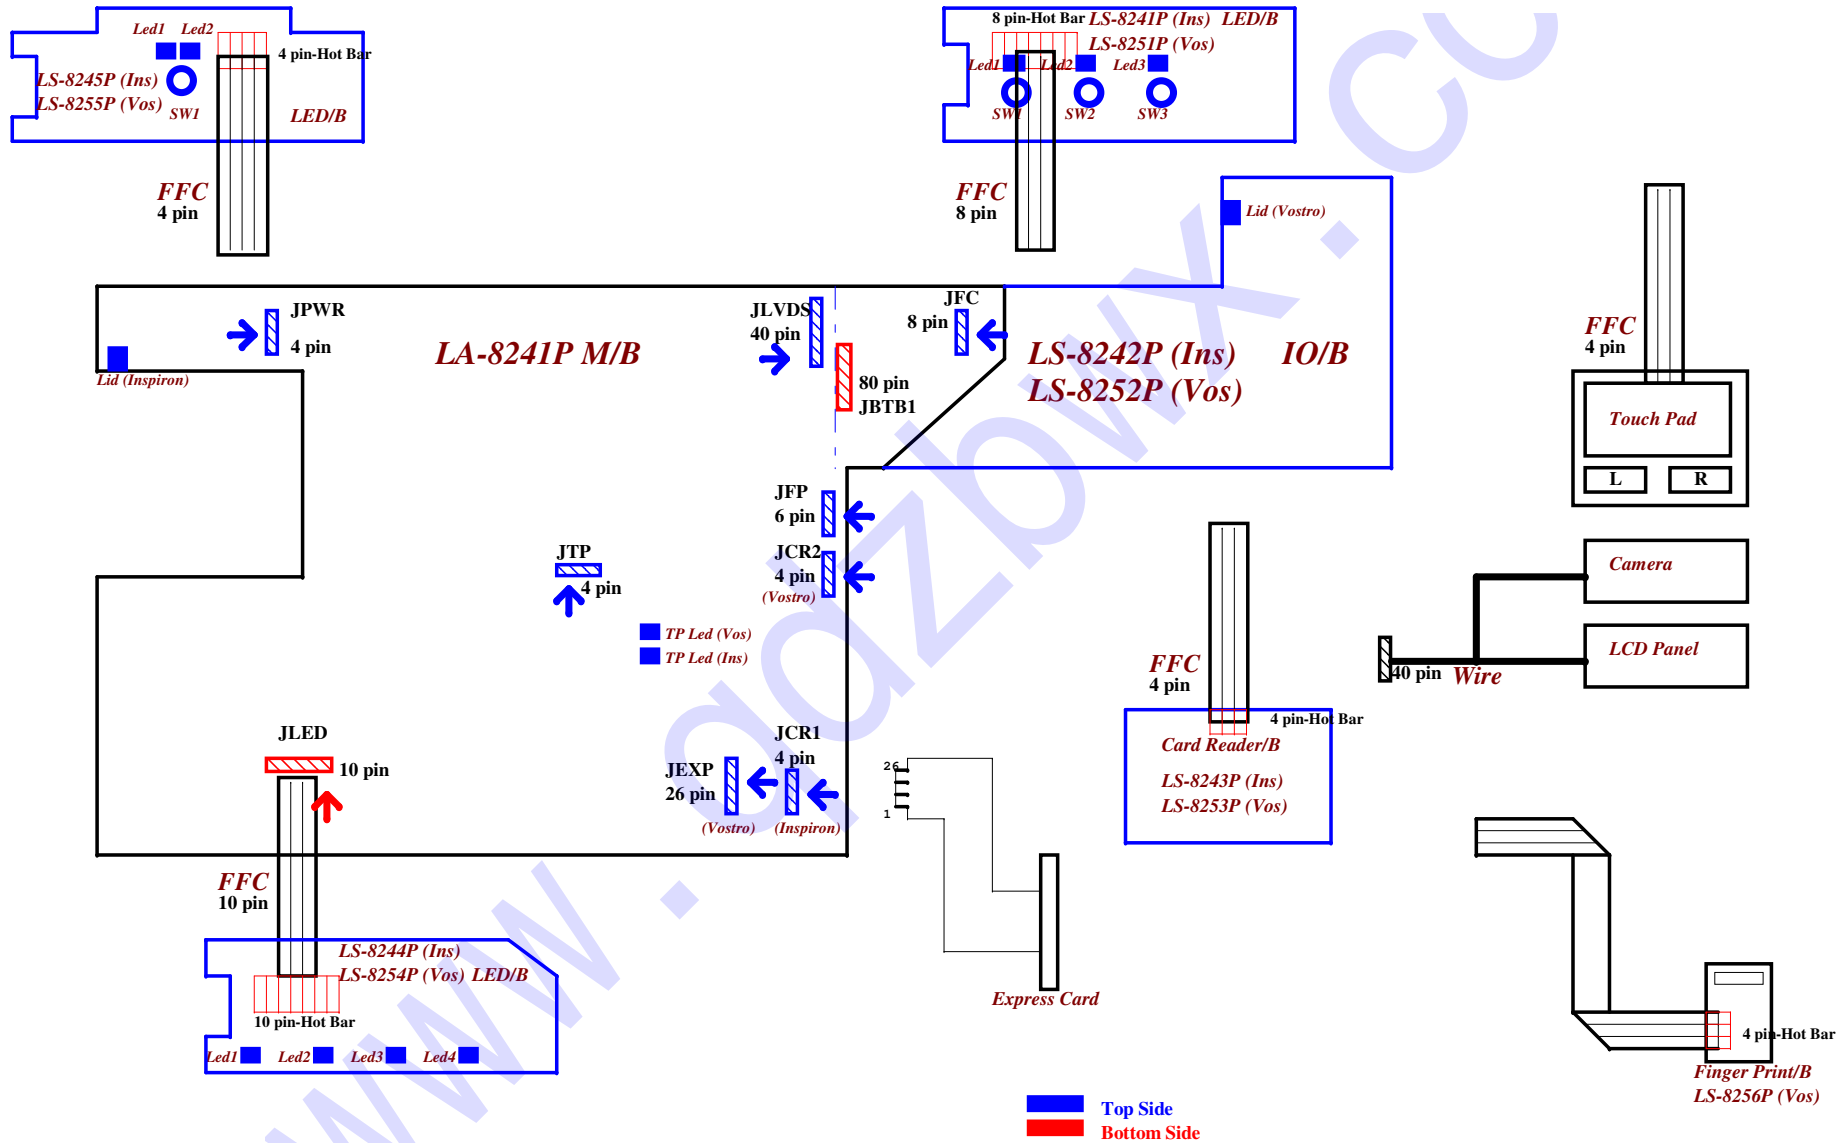 Led1 Led2
4 pin-Hot Bar
LS-8245P (Ins)
LS-8255P (Vos)
SW1
LED/B
FFC
4 pin
8 pin-Hot Bar LS-8241P (Ins) LED/B
LS-8251P (Vos)
Led1 Led2 Led3
SW1 SW2 SW3
FFC
8 pin
Lid (Vostro)
JPWR
4 pin
Lid (Inspiron)
LA-8241P M/B
JLVDS
40 pin
80 pin
JBTB1
JFC
8 pin
LS-8242P (Ins) IO/B
LS-8252P (Vos)
FFC
4 pin
Touch Pad
L R
JFP
6 pin
JCR2
4 pin
(Vostro)
JTP
4 pin
TP Led (Vos)
TP Led (Ins)
Camera
LCD Panel
40 pin Wire
FFC
4 pin
4 pin-Hot Bar
Card Reader/B
LS-8243P (Ins)
LS-8253P (Vos)
JLED
10 pin
JCR1
4 pin
JEXP
26 pin
(Vostro) (Inspiron)
26
1
Express Card
FFC
10 pin
LS-8244P (Ins)
LS-8254P (Vos) LED/B
10 pin-Hot Bar
Led1 Led2 Led3 Led4
4 pin-Hot Bar
Finger Print/B
LS-8256P (Vos)
Top Side
Bottom Side